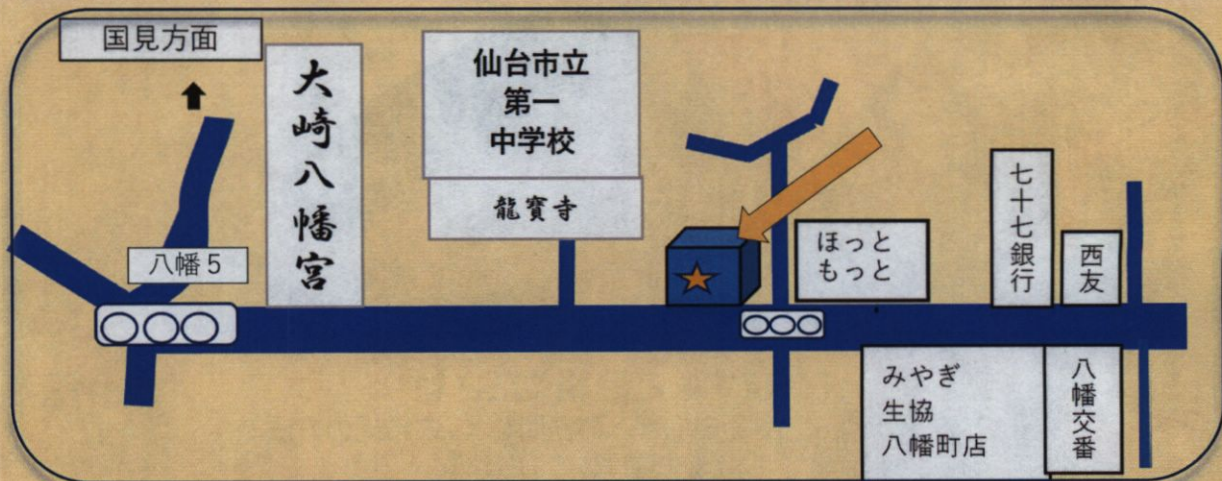 国見方面
大崎八幡宮
仙台市立
第一
中学校
龍寳寺
八幡5
ほっと
もっと
七十七銀行
西友
みやぎ
生協
八幡町店
八幡交番